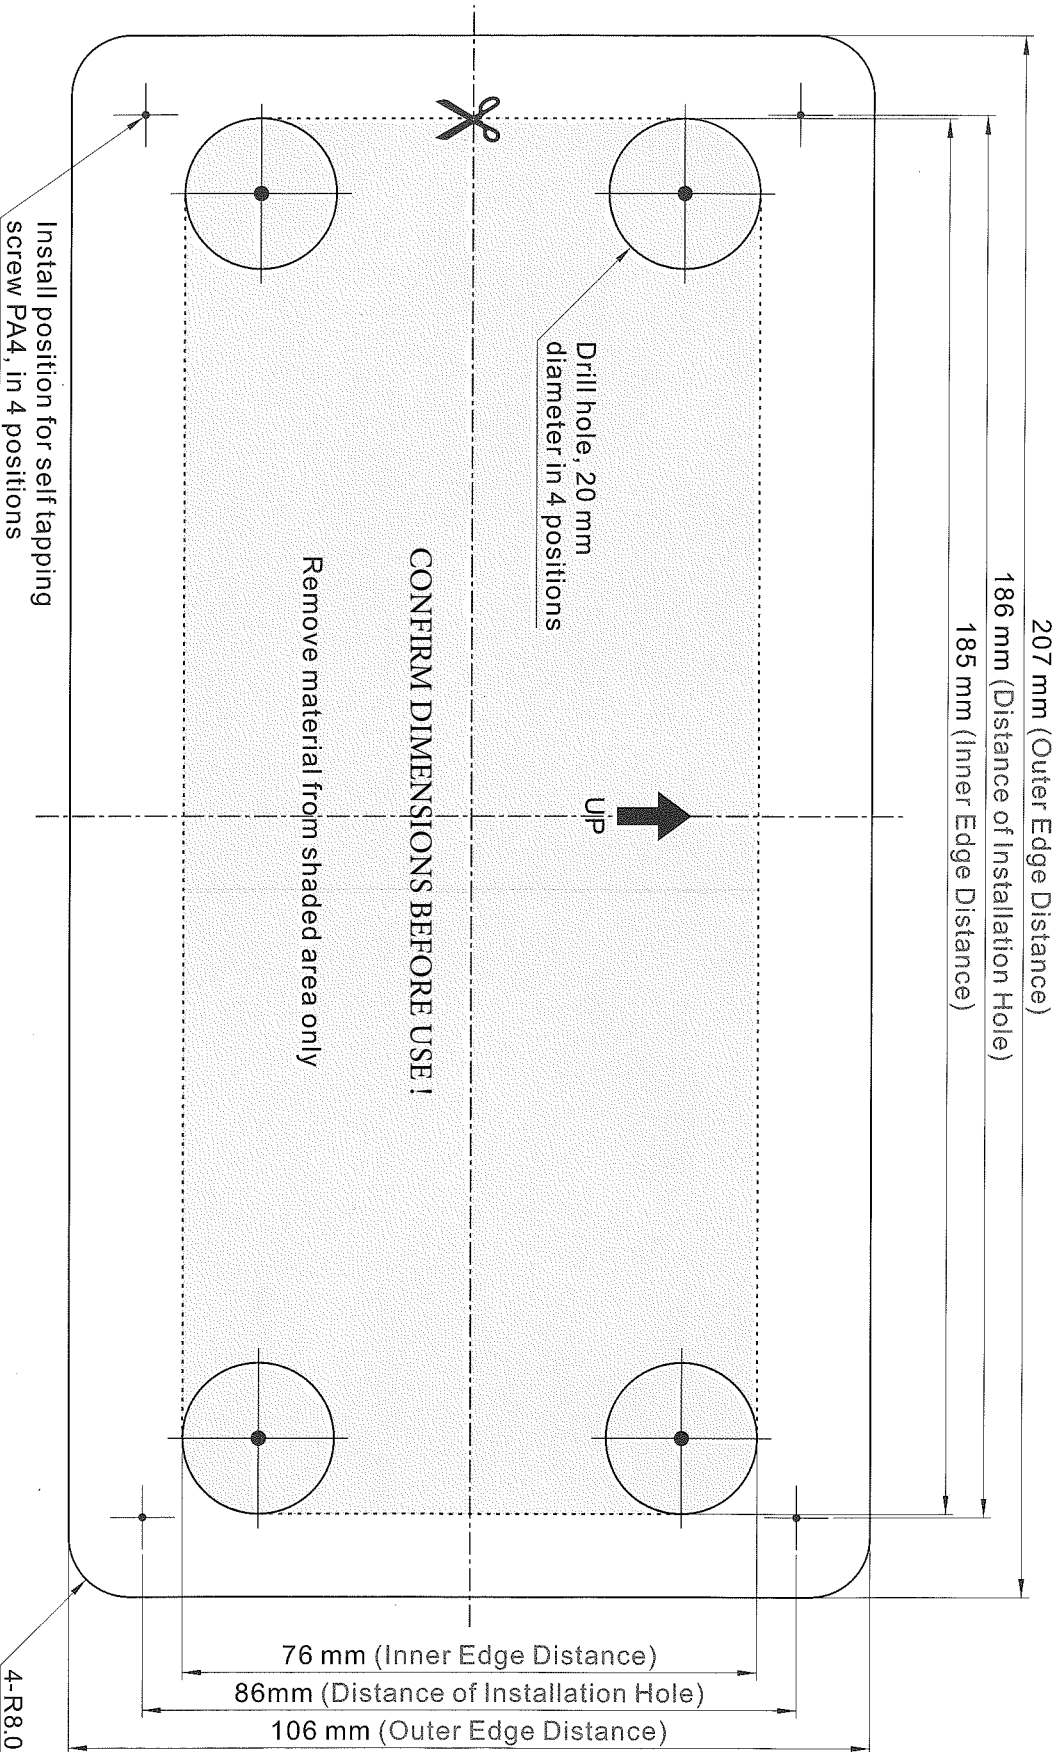 207 mm (Outer Edge Distance)
186 mm (Distance of Installation Hole)
185 mm (Inner Edge Distance)
Drill hole, 20 mm
diameter in 4 positions
UP
CONFIRM DIMENSIONS BEFORE USE!
Remove material from shaded area only
Install position for self tapping
screw PA4, in 4 positions
76 mm (Inner Edge Distance)
86mm (Distance of Installation Hole)
106 mm (Outer Edge Distance)
4-R8.0